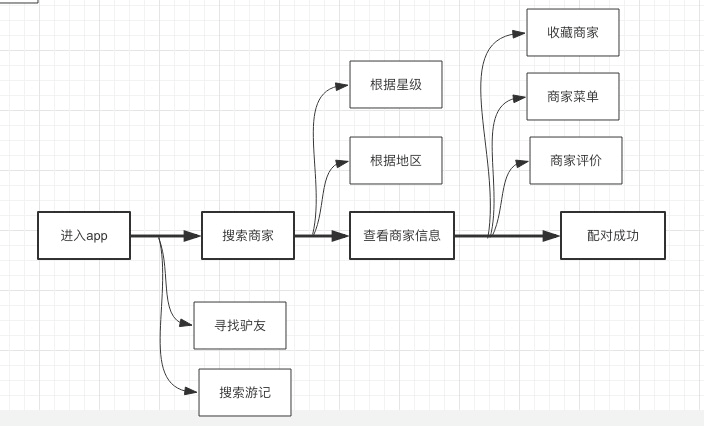 收藏商家
根据星级
商家菜单
根据地区
商家评价
进入app
搜索商家
查看商家信息
配对成功
寻找驴友
搜索游记